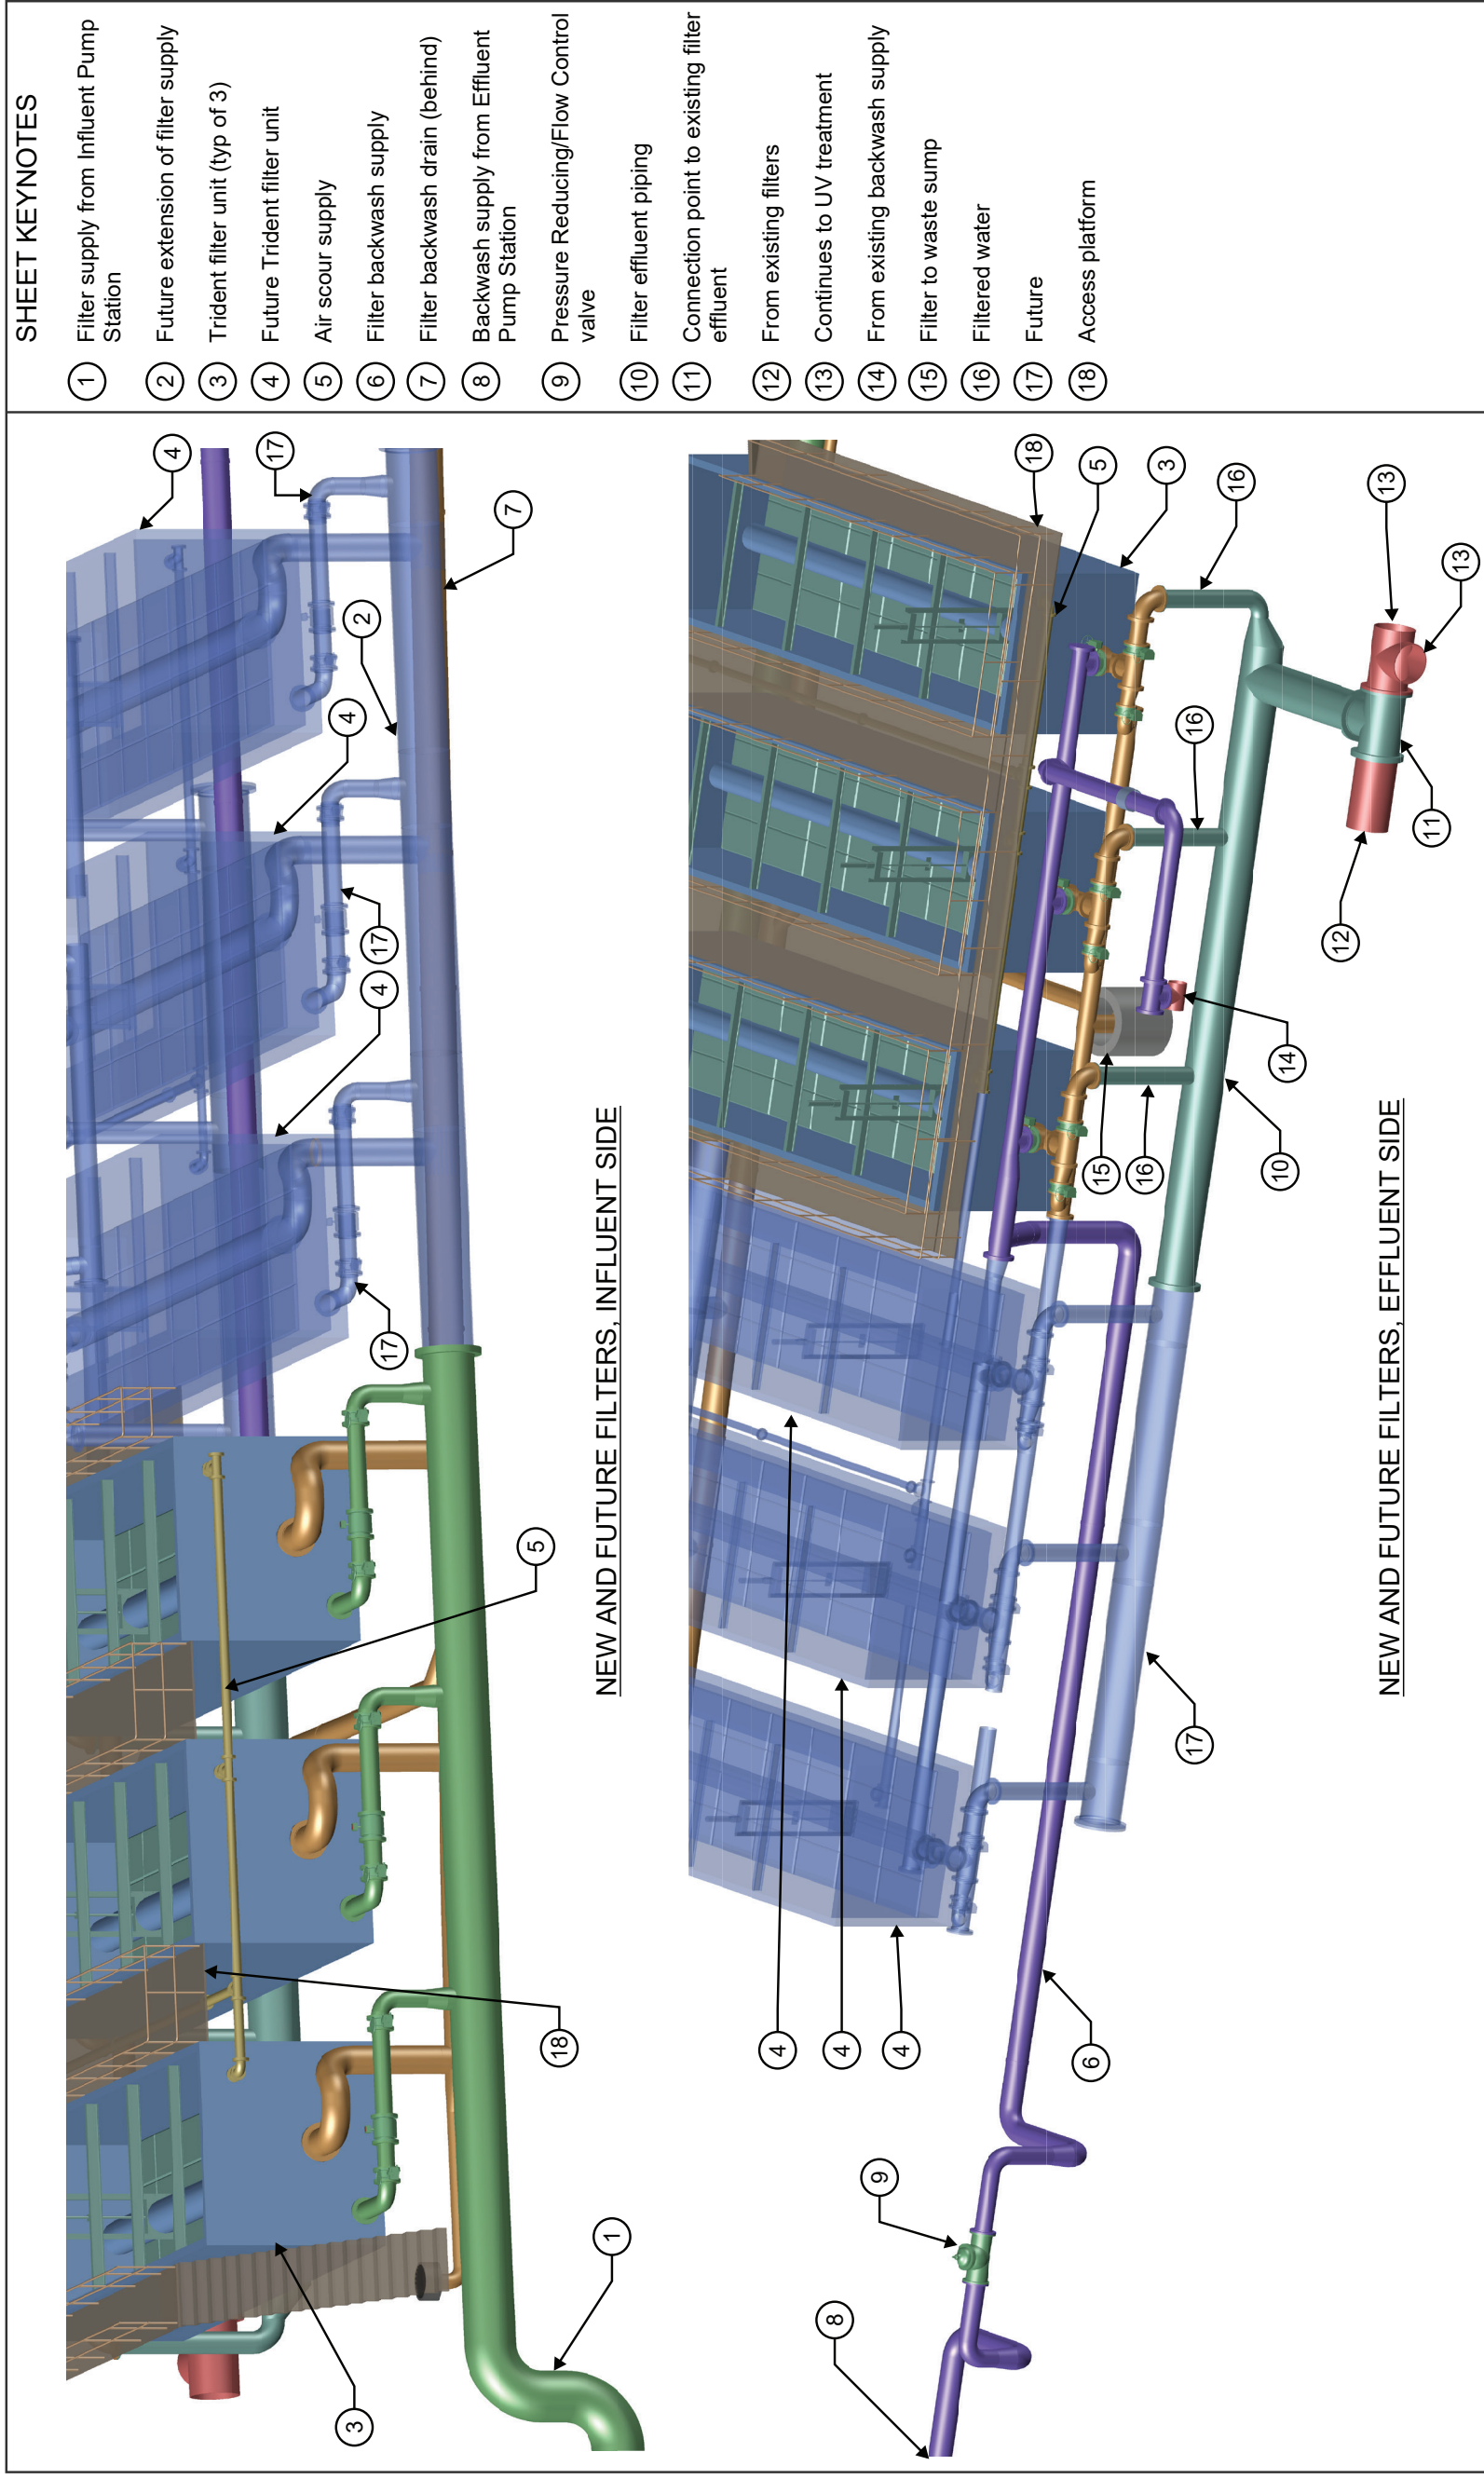 4
17
7
2
4
17
4
17
5
18
3
1
NEW AND FUTURE FILTERS, INFLUENT SIDE
18
5
3
16
13
13
16
11
12
14
15
16
10
17
4
4
4
6
9
8
NEW AND FUTURE FILTERS, EFFLUENT SIDE
SHEET KEYNOTES
1 Filter supply from Influent Pump
Station
2 Future extension of filter supply
3 Trident filter unit (typ of 3)
4 Future Trident filter unit
5 Air scour supply
6 Filter backwash supply
7 Filter backwash drain (behind)
8 Backwash supply from Effluent
Pump Station
9 Pressure Reducing/Flow Control
valve
10 Filter effluent piping
11 Connection point to existing filter
effluent
12 From existing filters
13 Continues to UV treatment
14 From existing backwash supply
15 Filter to waste sump
16 Filtered water
17 Future
18 Access platform